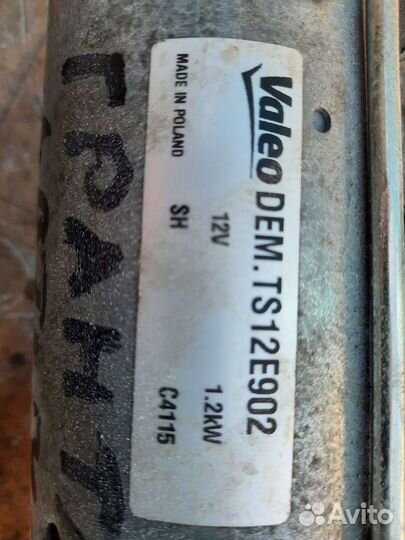 Valeo DEM.TS12E902
12V 1.2kW
MADE IN POLAND SH C4115
ГРАНТ
Avito